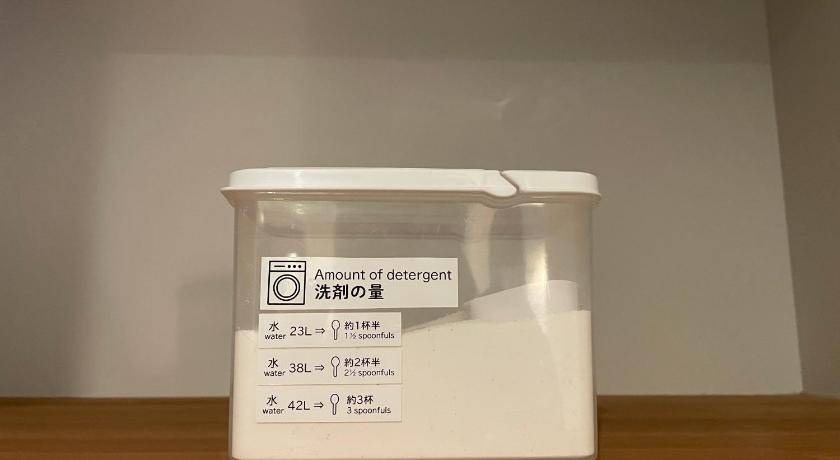 Amount of detergent
洗剤の量
水 23L ⇒ 約1杯半
water 1½ spoonfuls
水 38L ⇒ 約2杯半
water 2½ spoonfuls
水 42L ⇒ 約3杯
water 3 spoonfuls